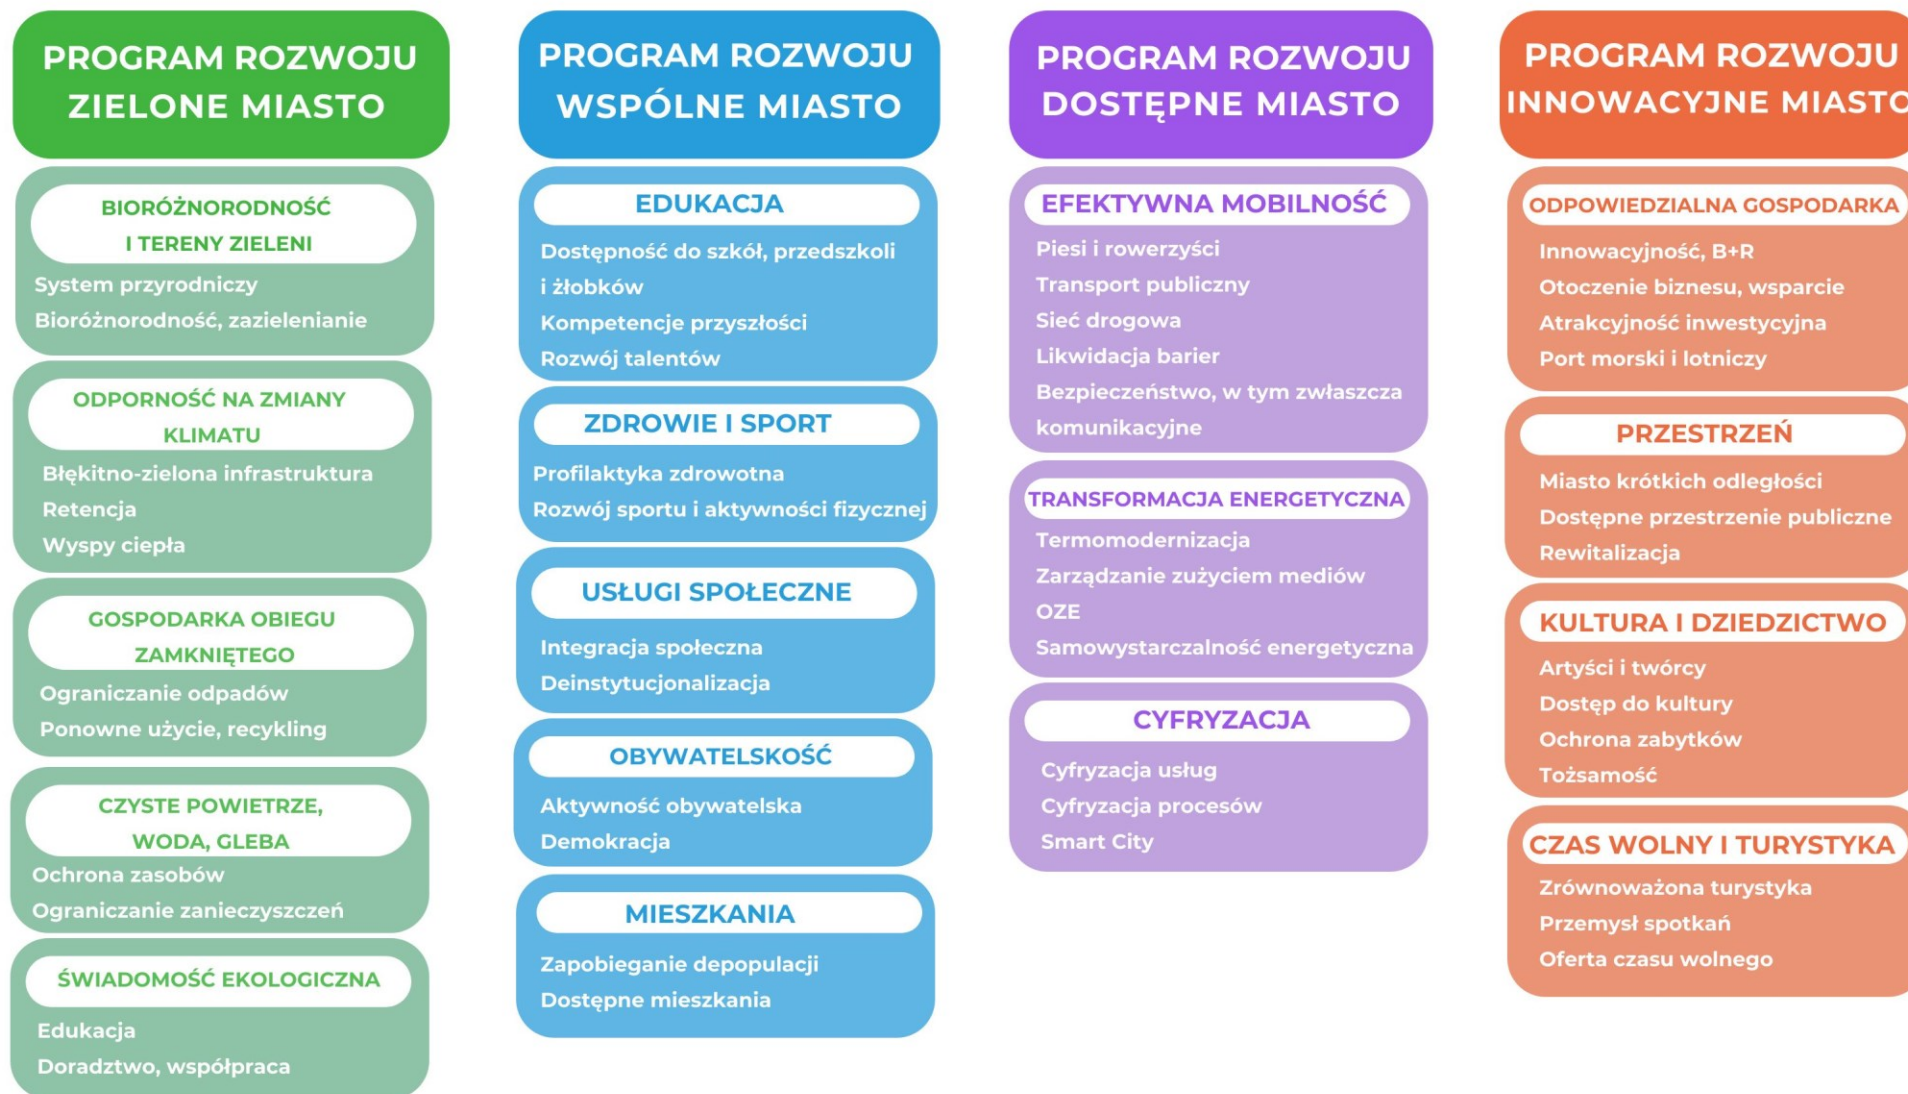 PROGRAM ROZWOJU
ZIELONE MIASTO
BIORÓŻNORODNOŚĆ
I TERENY ZIELENI
System przyrodniczy
Bioróżnorodność, zazielenianie
ODPORNOŚĆ NA ZMIANY
KLIMATU
Błękitno-zielona infrastruktura
Retencja
Wyspy ciepła
GOSPODARKA OBIEGU
ZAMKNIĘTEGO
Ograniczanie odpadów
Ponowne użycie, recykling
CZYSTE POWIETRZE,
WODA, GLEBA
Ochrona zasobów
Ograniczanie zanieczyszczeń
ŚWIADOMOŚĆ EKOLOGICZNA
Edukacja
Doradztwo, współpraca
PROGRAM ROZWOJU
WSPÓLNE MIASTO
EDUKACJA
Dostępność do szkół, przedszkoli
i żłobków
Kompetencje przyszłości
Rozwój talentów
ZDROWIE I SPORT
Profilaktyka zdrowotna
Rozwój sportu i aktywności fizycznej
USŁUGI SPOŁECZNE
Integracja społeczna
Deinstytucjonalizacja
OBYWATELSKOŚĆ
Aktywność obywatelska
Demokracja
MIESZKANIA
Zapobieganie depopulacji
Dostępne mieszkania
PROGRAM ROZWOJU
DOSTĘPNE MIASTO
EFEKTYWNA MOBILNOŚĆ
Piesi i rowerzyści
Transport publiczny
Sieć drogowa
Likwidacja barier
Bezpieczeństwo, w tym zwłaszcza
komunikacyjne
TRANSFORMACJA ENERGETYCZNA
Termomodernizacja
Zarządzanie zużyciem mediów
OZE
Samowystarczalność energetyczna
CYFRYZACJA
Cyfryzacja usług
Cyfryzacja procesów
Smart City
PROGRAM ROZWOJU
INNOWACYJNE MIASTO
ODPOWIEDZIALNA GOSPODARKA
Innowacyjność, B+R
Otoczenie biznesu, wsparcie
Atrakcyjność inwestycyjna
Port morski i lotniczy
PRZESTRZEŃ
Miasto krótkich odległości
Dostępne przestrzenie publiczne
Rewitalizacja
KULTURA I DZIEDZICTWO
Artyści i twórcy
Dostęp do kultury
Ochrona zabytków
Tożsamość
CZAS WOLNY I TURYSTYKA
Zrównoważona turystyka
Przemysł spotkań
Oferta czasu wolnego